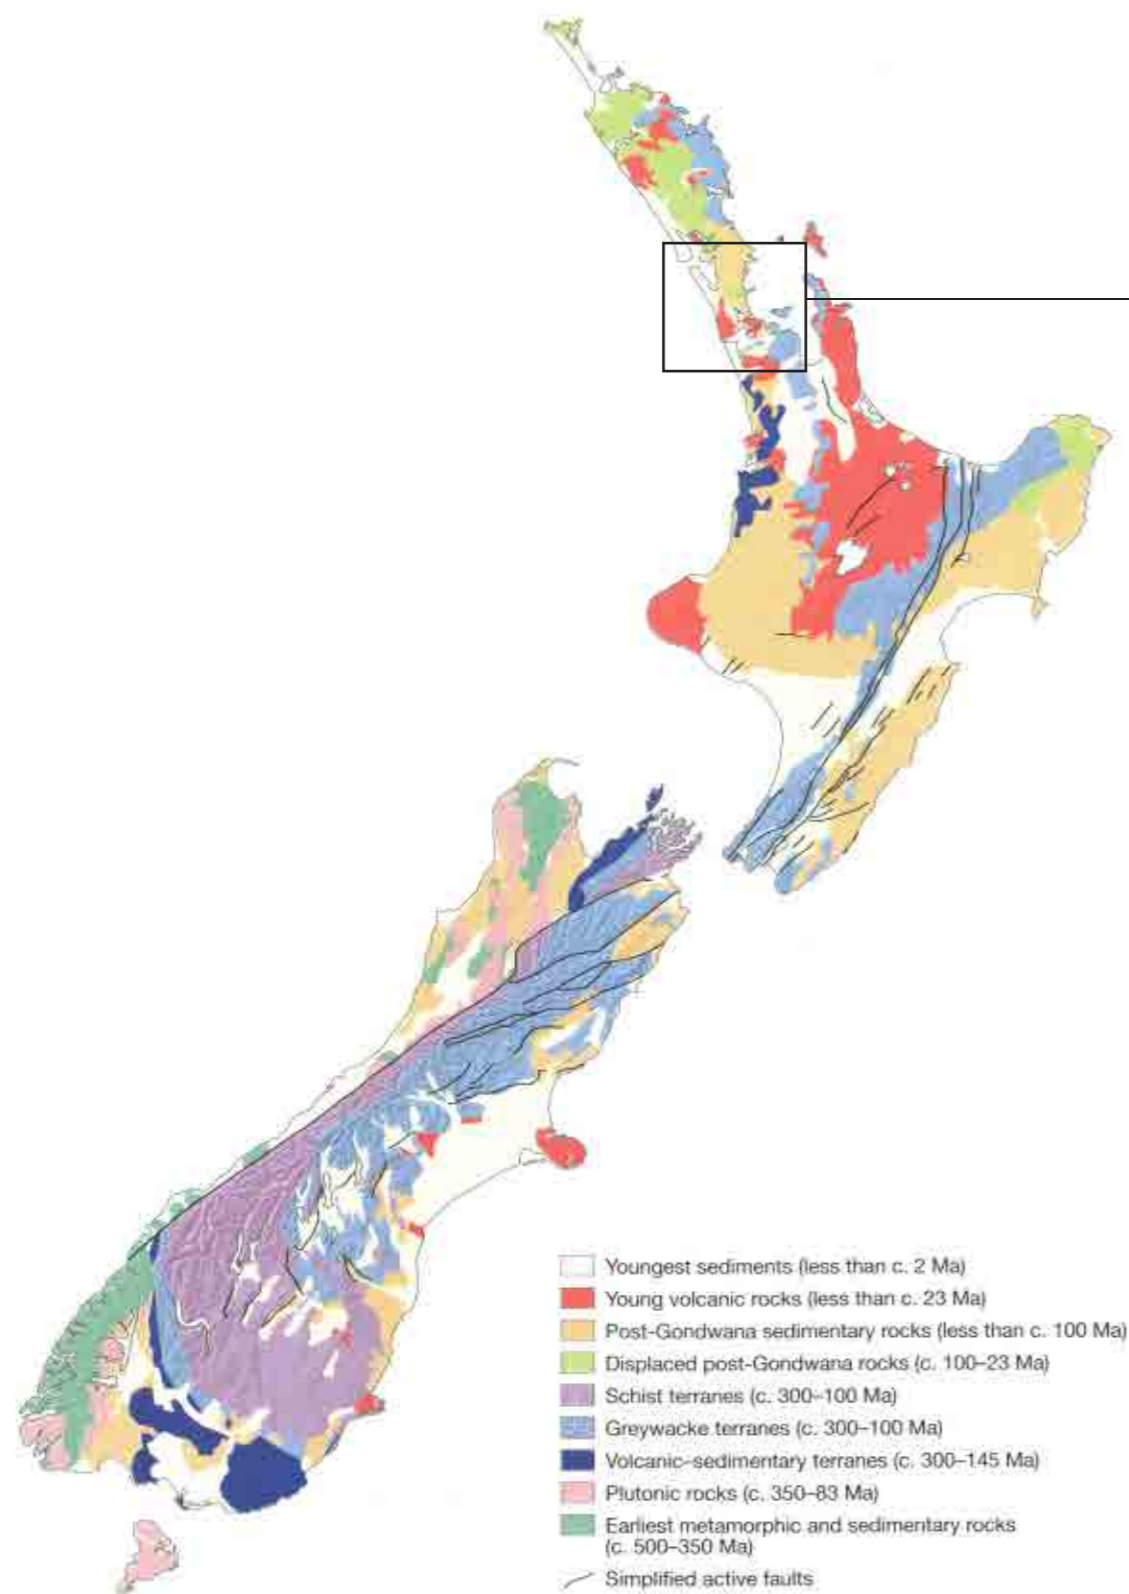 Youngest sediments (less than c. 2 Ma)
Young volcanic rocks (less than c. 23 Ma)
Post-Gondwana sedimentary rocks (less than c. 100 Ma)
Displaced post-Gondwana rocks (c. 100–23 Ma)
Schist terranes (c. 300–100 Ma)
Greywacke terranes (c. 300–100 Ma)
Volcanic–sedimentary terranes (c. 300–145 Ma)
Plutonic rocks (c. 350–83 Ma)
Earliest metamorphic and sedimentary rocks
(c. 500–350 Ma)
Simplified active faults